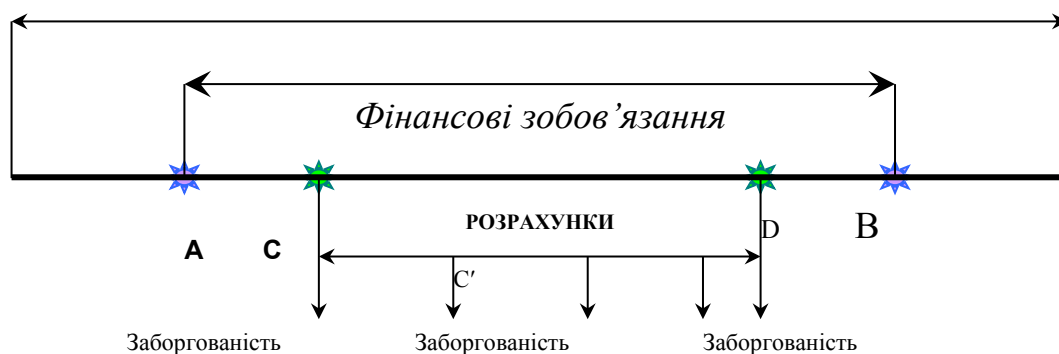 Фінансові зобов’язання
РОЗРАХУНКИ
A C D B
C′
Заборгованість Заборгованість Заборгованість